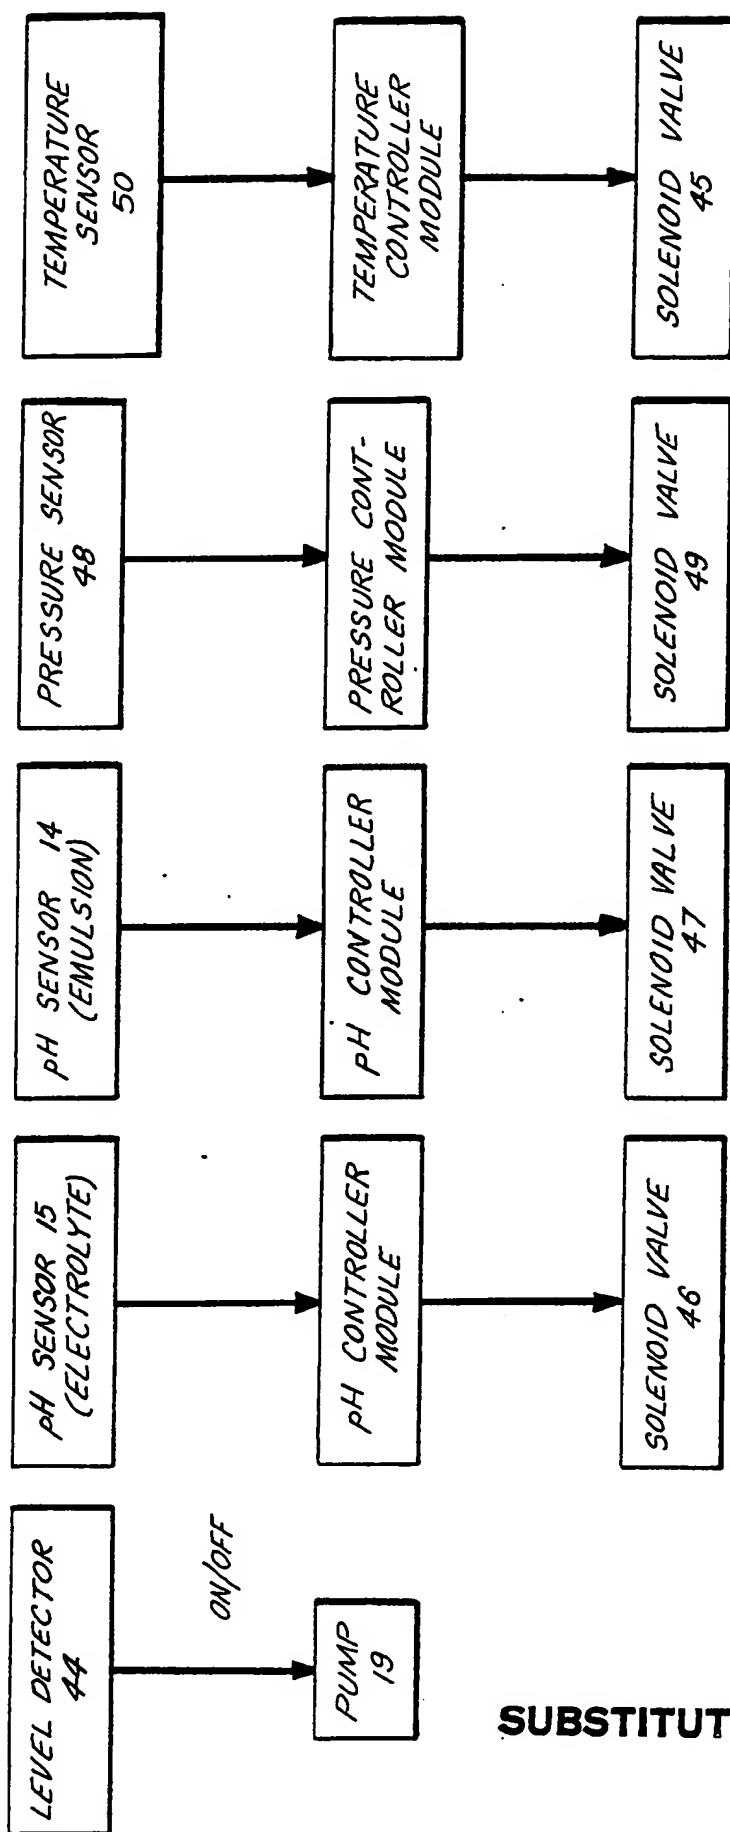 LEVEL DETECTOR
44
ON/OFF
PUMP
19
pH SENSOR 15
(ELECTROLYTE)
pH CONTROLLER
MODULE
SOLENOID VALVE
46
pH SENSOR 14
(EMULSION)
pH CONTROLLER
MODULE
SOLENOID VALVE
47
PRESSURE SENSOR
48
PRESSURE CONT-
ROLLER MODULE
SOLENOID VALVE
49
TEMPERATURE
SENSOR
50
TEMPERATURE
CONTROLLER
MODULE
SOLENOID VALVE
45
SUBSTITUT